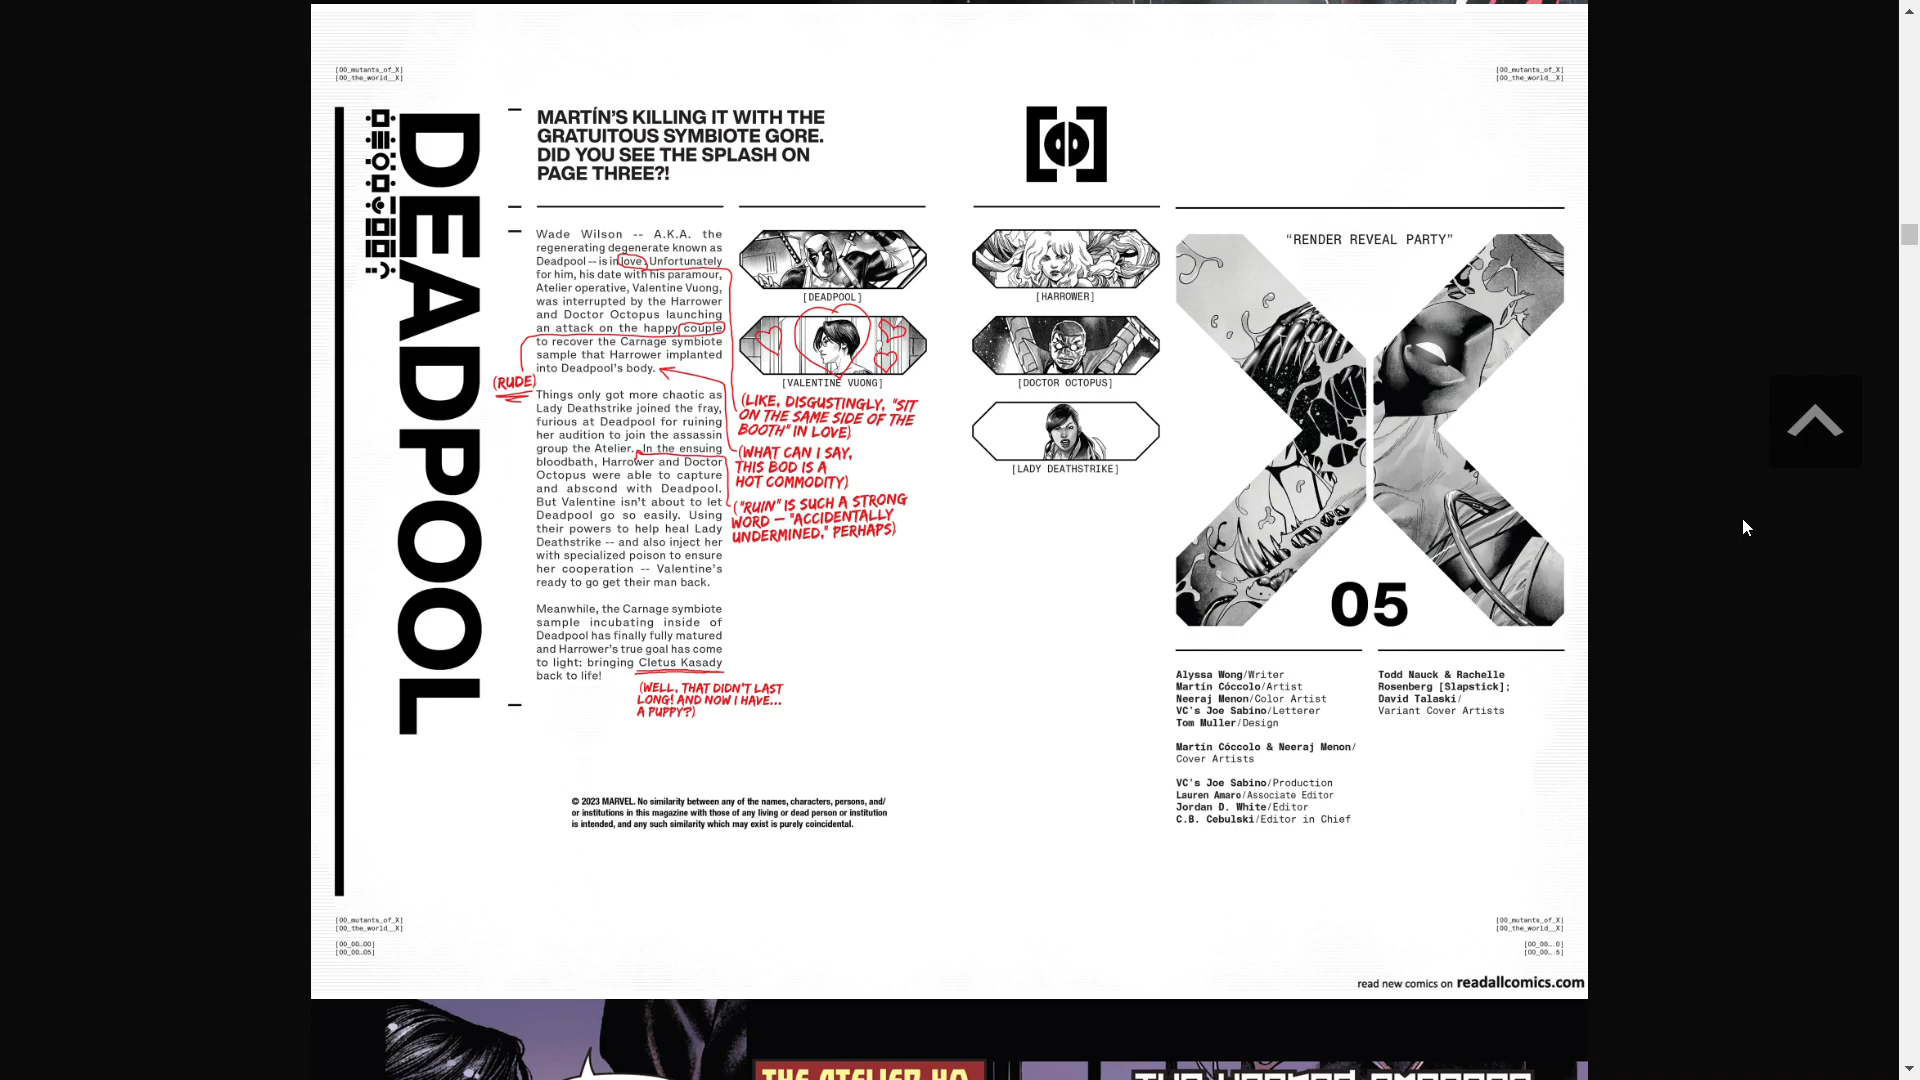 [00_mutants_of_X]
[00_the_world__X]
[00_mutants_of_X]
[00_the_world__X]
DEADPOOL
MARTÍN'S KILLING IT WITH THE
GRATUITOUS SYMBIOTE GORE.
DID YOU SEE THE SPLASH ON
PAGE THREE?!
Wade Wilson -- A.K.A. the
regenerating degenerate known as
Deadpool -- is in love. Unfortunately
for him, his date with his paramour,
Atelier operative, Valentine Vuong,
was interrupted by the Harrower
and Doctor Octopus launching
an attack on the happy couple
to recover the Carnage symbiote
sample that Harrower implanted
into Deadpool's body.
(RUDE)
Things only got more chaotic as
Lady Deathstrike joined the fray,
furious at Deadpool for ruining
her audition to join the assassin
group the Atelier. In the ensuing
bloodbath, Harrower and Doctor
Octopus were able to capture
and abscond with Deadpool.
But Valentine isn't about to let
Deadpool go so easily. Using
their powers to help heal Lady
Deathstrike -- and also inject her
with specialized poison to ensure
her cooperation -- Valentine's
ready to go get their man back.
Meanwhile, the Carnage symbiote
sample incubating inside of
Deadpool has finally fully matured
and Harrower's true goal has come
to light: bringing Cletus Kasady
back to life!
(WELL, THAT DIDN'T LAST
LONG! AND NOW I HAVE...
A PUPPY?)
[DEADPOOL]
[VALENTINE VUONG]
(LIKE, DISGUSTINGLY, "SIT
ON THE SAME SIDE OF THE
BOOTH" IN LOVE)
(WHAT CAN I SAY,
THIS BOD IS A
HOT COMMODITY)
("RUIN" IS SUCH A STRONG
WORD — "ACCIDENTALLY
UNDERMINED," PERHAPS)
[HARROWER]
[DOCTOR OCTOPUS]
[LADY DEATHSTRIKE]
"RENDER REVEAL PARTY"
05
Alyssa Wong/Writer
Martín Cóccolo/Artist
Neeraj Menon/Color Artist
VC's Joe Sabino/Letterer
Tom Muller/Design
Martín Cóccolo & Neeraj Menon/
Cover Artists
VC's Joe Sabino/Production
Lauren Amaro/Associate Editor
Jordan D. White/Editor
C.B. Cebulski/Editor in Chief
Todd Nauck & Rachelle
Rosenberg [Slapstick];
David Talaski/
Variant Cover Artists
© 2023 MARVEL. No similarity between any of the names, characters, persons, and/
or institutions in this magazine with those of any living or dead person or institution
is intended, and any such similarity which may exist is purely coincidental.
[00_mutants_of_X]
[00_the_world__X]
[00_00...00]
[00_00...05]
[00_mutants_of_X]
[00_the_world__X]
[00_00....0]
[00_00....5]
read new comics on readallcomics.com
THE ATELIER HQ.